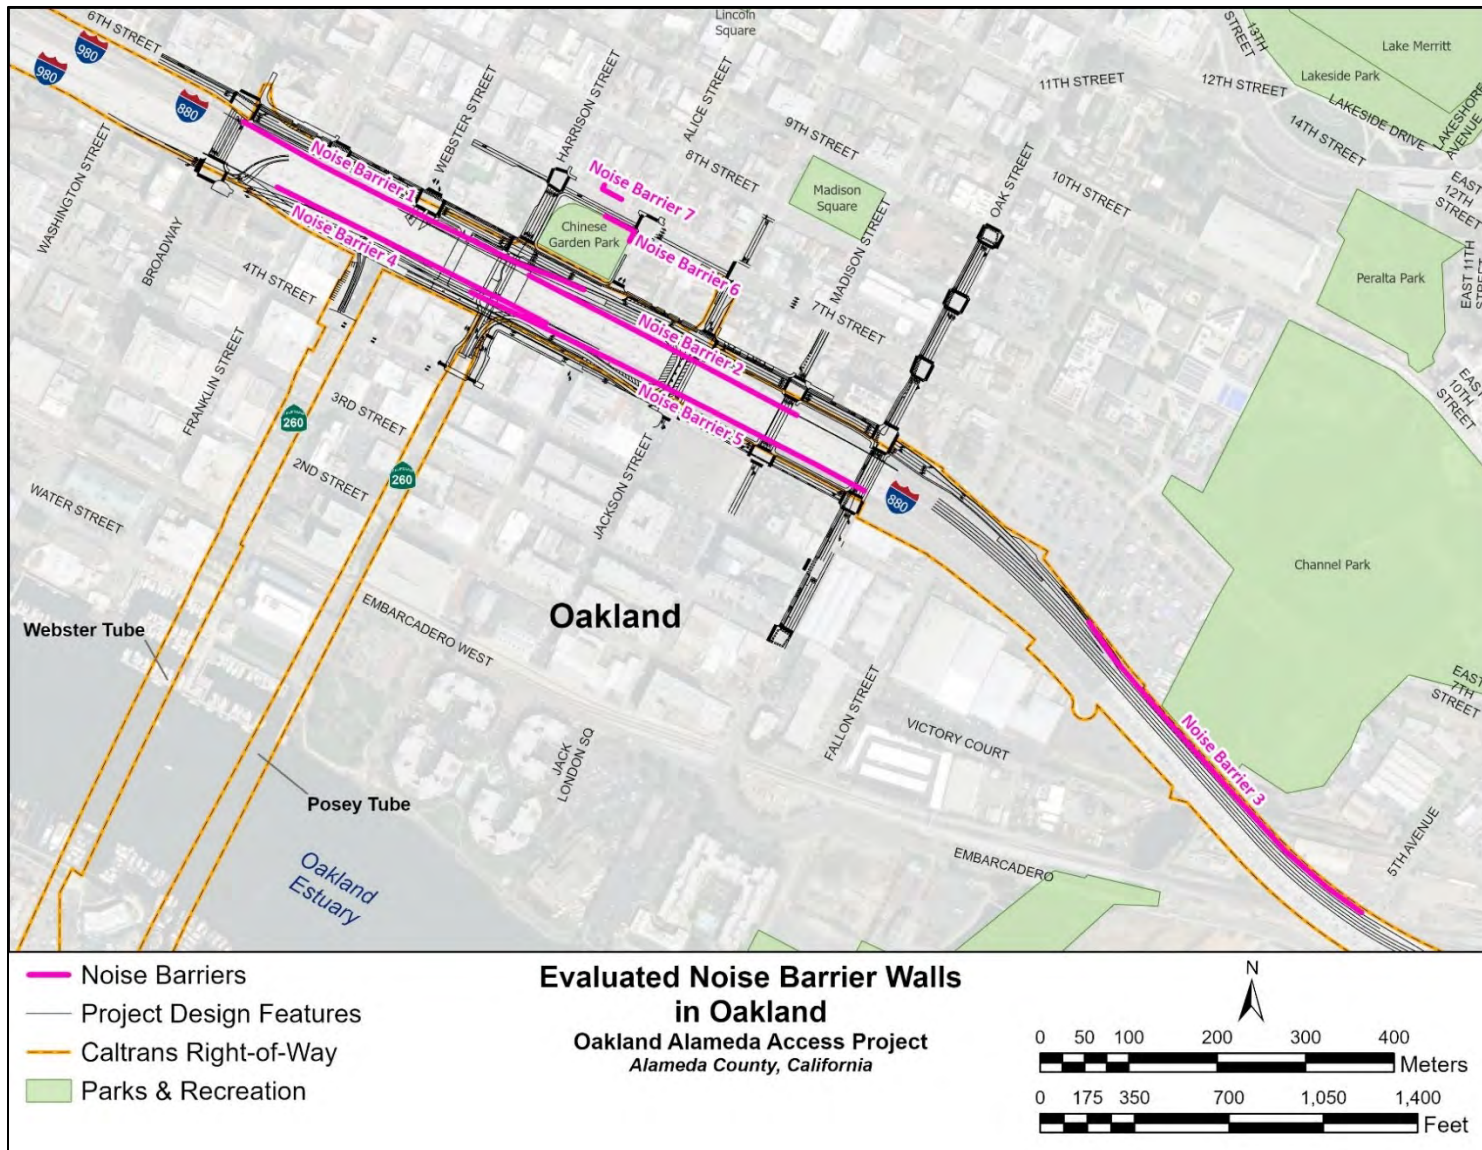 6TH STREET
980
980
880
WASHINGTON STREET
BROADWAY
4TH STREET
FRANKLIN STREET
WEBSTER STREET
HARRISON STREET
Lincoln
Square
ALICE STREET
9TH STREET
8TH STREET
Madison
Square
MADISON STREET
7TH STREET
OAK STREET
10TH STREET
11TH STREET
12TH STREET
13TH
STREET
Lake Merritt
Lakeside Park
LAKESIDE DRIVE
LAKESHORE
AVENUE
14TH STREET
EAST
12TH
STREET
EAST 11TH
STREET
Peralta Park
EAST
10TH
STREET
Noise Barrier 1
Noise Barrier 4
Noise Barrier 7
Noise Barrier 6
Chinese
Garden Park
Noise Barrier 2
Noise Barrier 5
880
260
260
3RD STREET
2ND STREET
WATER STREET
JACKSON STREET
Channel Park
Webster Tube
EMBARCADERO WEST
Oakland
EAST
7TH
STREET
FALLON STREET
VICTORY COURT
JACK
LONDON SQ
Noise Barrier 3
Posey Tube
EMBARCADERO
5TH AVENUE
Oakland
Estuary
Noise Barriers
Project Design Features
Caltrans Right-of-Way
Parks & Recreation
Evaluated Noise Barrier Walls
in Oakland
Oakland Alameda Access Project
Alameda County, California
N
0 50 100 200 300 400
Meters
0 175 350 700 1,050 1,400
Feet